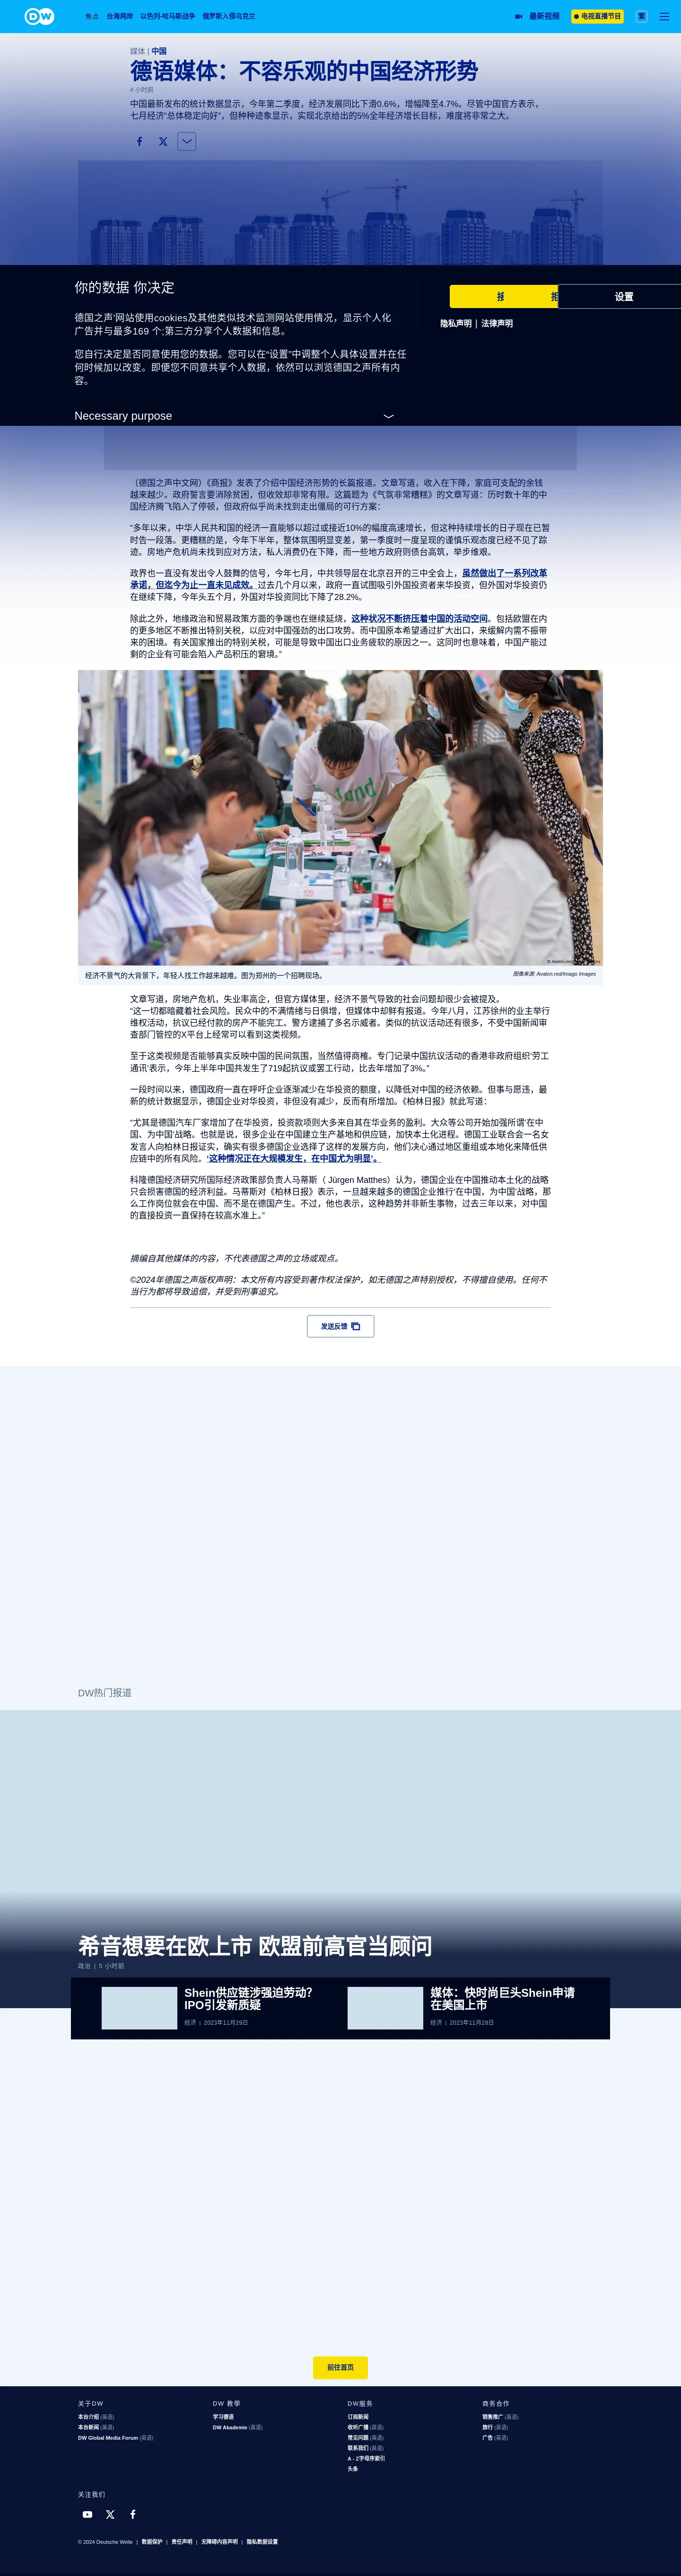 DW
焦点 台海两岸 以色列-哈马斯战争 俄罗斯入侵乌克兰 最新视频 电视直播节目 繁
媒体 | 中国
德语媒体：不容乐观的中国经济形势
4 小时前
中国最新发布的统计数据显示，今年第二季度，经济发展同比下滑0.6%，增幅降至4.7%。尽管中国官方表示，
七月经济“总体稳定向好”，但种种迹象显示，实现北京给出的5%全年经济增长目标，难度将非常之大。
你的数据 你决定
设置
隐私声明 | 法律声明
德国之声'网站使用cookies及其他类似技术监测网站使用情况，显示个人化
广告并与最多169 个;第三方分享个人数据和信息。
您自行决定是否同意使用您的数据。您可以在“设置”中调整个人具体设置并在任
何时候加以改变。即便您不同意共享个人数据，依然可以浏览德国之声所有内
容。
Necessary purpose
（德国之声中文网）《商报》发表了介绍中国经济形势的长篇报道。文章写道，收入在下降，家庭可支配的余钱
越来越少。政府誓言要消除贫困，但收效却非常有限。这篇题为《气氛非常糟糕》的文章写道：历时数十年的中
国经济腾飞陷入了停顿，但政府似乎尚未找到走出僵局的可行方案：
“多年以来，中华人民共和国的经济一直能够以超过或接近10%的幅度高速增长，但这种持续增长的日子现在已暂
时告一段落。更糟糕的是，今年下半年，整体氛围明显变差，第一季度时一度呈现的谨慎乐观态度已经不见了踪
迹。房地产危机尚未找到应对方法，私人消费仍在下降，而一些地方政府则债台高筑，举步维艰。
政界也一直没有发出令人鼓舞的信号，今年七月，中共领导层在北京召开的三中全会上，虽然做出了一系列改革
承诺，但迄今为止一直未见成效。过去几个月以来，政府一直试图吸引外国投资者来华投资，但外国对华投资仍
在继续下降，今年头五个月，外国对华投资同比下降了28.2%。
除此之外，地缘政治和贸易政策方面的争端也在继续延烧，这种状况不断挤压着中国的活动空间。包括欧盟在内
的更多地区不断推出特别关税，以应对中国强劲的出口攻势。而中国原本希望通过扩大出口，来缓解内需不振带
来的困境。有关国家推出的特别关税，可能是导致中国出口业务疲软的原因之一。这同时也意味着，中国产能过
剩的企业有可能会陷入产品积压的窘境。”
经济不景气的大背景下，年轻人找工作越来越难。图为郑州的一个招聘现场。
图像来源: Avalon.red/Imago Images
文章写道，房地产危机，失业率高企，但官方媒体里，经济不景气导致的社会问题却很少会被提及。
“这一切都暗藏着社会风险。民众中的不满情绪与日俱增，但媒体中却鲜有报道。今年八月，江苏徐州的业主举行
维权活动，抗议已经付款的房产不能完工。警方逮捕了多名示威者。类似的抗议活动还有很多，不受中国新闻审
查部门管控的X平台上经常可以看到这类视频。
至于这类视频是否能够真实反映中国的民间氛围，当然值得商榷。专门记录中国抗议活动的香港非政府组织‘劳工
通讯’表示，今年上半年中国共发生了719起抗议或罢工行动，比去年增加了3%。”
一段时间以来，德国政府一直在呼吁企业逐渐减少在华投资的额度，以降低对中国的经济依赖。但事与愿违，最
新的统计数据显示，德国企业对华投资，非但没有减少，反而有所增加。《柏林日报》就此写道：
“尤其是德国汽车厂家增加了在华投资，投资款项则大多来自其在华业务的盈利。大众等公司开始加强所谓‘在中
国、为中国’战略。也就是说，很多企业在中国建立生产基地和供应链，加快本土化进程。德国工业联合会一名女
发言人向柏林日报证实，确实有很多德国企业选择了这样的发展方向，他们决心通过地区重组或本地化来降低供
应链中的所有风险。‘这种情况正在大规模发生，在中国尤为明显’。
科隆德国经济研究所国际经济政策部负责人马蒂斯（ Jürgen Matthes）认为，德国企业在中国推动本土化的战略
只会损害德国的经济利益。马蒂斯对《柏林日报》表示，一旦越来越多的德国企业推行‘在中国，为中国’战略，那
么工作岗位就会在中国、而不是在德国产生。不过，他也表示，这种趋势并非新生事物，过去三年以来，对中国
的直接投资一直保持在较高水准上。”
摘编自其他媒体的内容，不代表德国之声的立场或观点。
©2024年德国之声版权声明：本文所有内容受到著作权法保护，如无德国之声特别授权，不得擅自使用。任何不
当行为都将导致追偿，并受到刑事追究。
发送反馈
DW热门报道
希音想要在欧上市 欧盟前高官当顾问
政治 | 5 小时前
Shein供应链涉强迫劳动？
IPO引发新质疑
经济 | 2023年11月29日
媒体：快时尚巨头Shein申请
在美国上市
经济 | 2023年11月28日
前往首页
关于DW
本台介绍 (英语)
本台新闻 (英语)
DW Global Media Forum (英语)
DW 教學
学习德语
DW Akademie (英语)
DW服务
订阅新闻
收听广播 (英语)
常见问题 (英语)
联系我们 (英语)
A - Z字母序索引
头条
商务合作
销售推广 (英语)
旅行 (英语)
广告 (英语)
关注我们
© 2024 Deutsche Welle | 数据保护 | 责任声明 | 无障碍内容声明 | 隐私数据设置